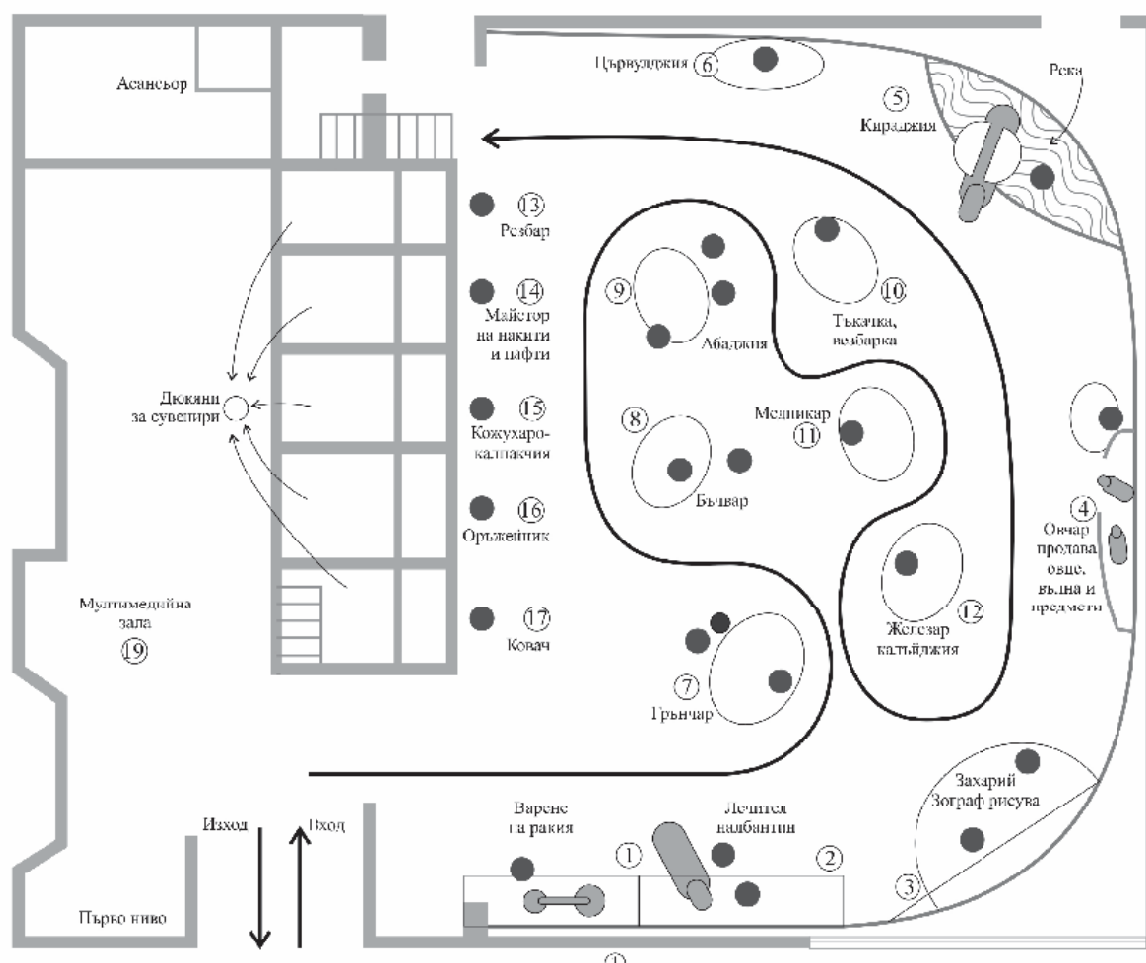 Асансьор
Цървулджия 6
Река
5
Кираджия
13
Резбар
14
Майстор
на накити
и пафти
9
Абаджия
10
Тъкачка,
везбарка
Дюкяни
за сувенири
15
Кожухаро-
калпакчия
8
Бъчвар
Медникар
11
16
Оръжейник
4
Овчар
продава
овце,
вълна и
предмети
Мултимедийна
зала
19
17
Ковач
12
Железар
калъйджия
7
Грънчар
Захарий
Зограф рисува
3
Изход
Вход
Варене
на ракия
1
Лечител
налбантин
2
Първо ниво
1